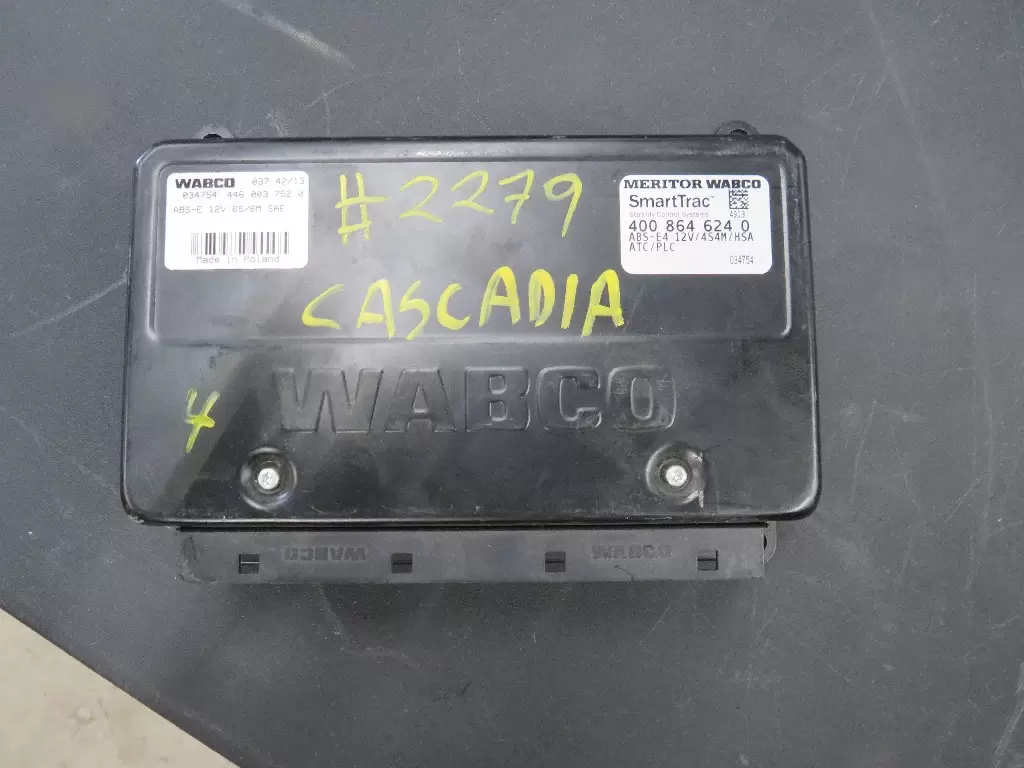 WABCO 037 42/13
034754 446 003 752 0
ABS-E 12V 6S/6M SAE
Made in Poland
#2279
CASCADIA
MERITOR WABCO
SmartTrac™
Stability Control Systems 4913
400 864 624 0
ABS-E4 12V/4S4M/HSA
ATC/PLC
034754
WABCO
4
WABCO WABCO